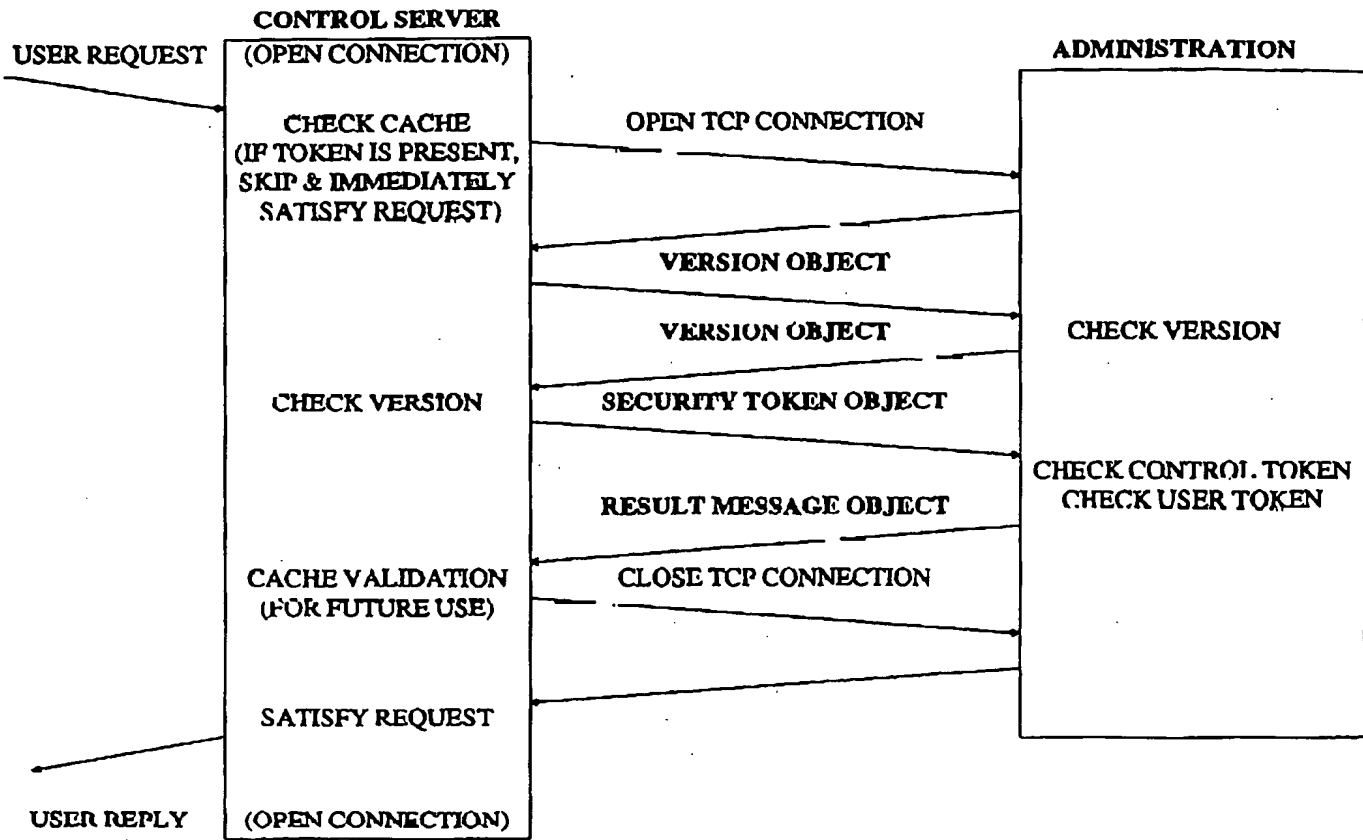 CONTROL SERVER
USER REQUEST
(OPEN CONNECTION)
ADMINISTRATION
CHECK CACHE
(IF TOKEN IS PRESENT,
SKIP & IMMEDIATELY
SATISFY REQUEST)
OPEN TCP CONNECTION
VERSION OBJECT
VERSION OBJECT
CHECK VERSION
CHECK VERSION
SECURITY TOKEN OBJECT
CHECK CONTROL TOKEN
CHECK USER TOKEN
RESULT MESSAGE OBJECT
CACHE VALIDATION
(FOR FUTURE USE)
CLOSE TCP CONNECTION
SATISFY REQUEST
USER REPLY
(OPEN CONNECTION)